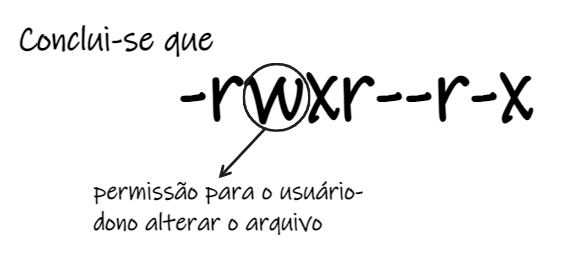 Conclui-se que
-rwxr--r-x
permissão para o usuário-
dono alterar o arquivo